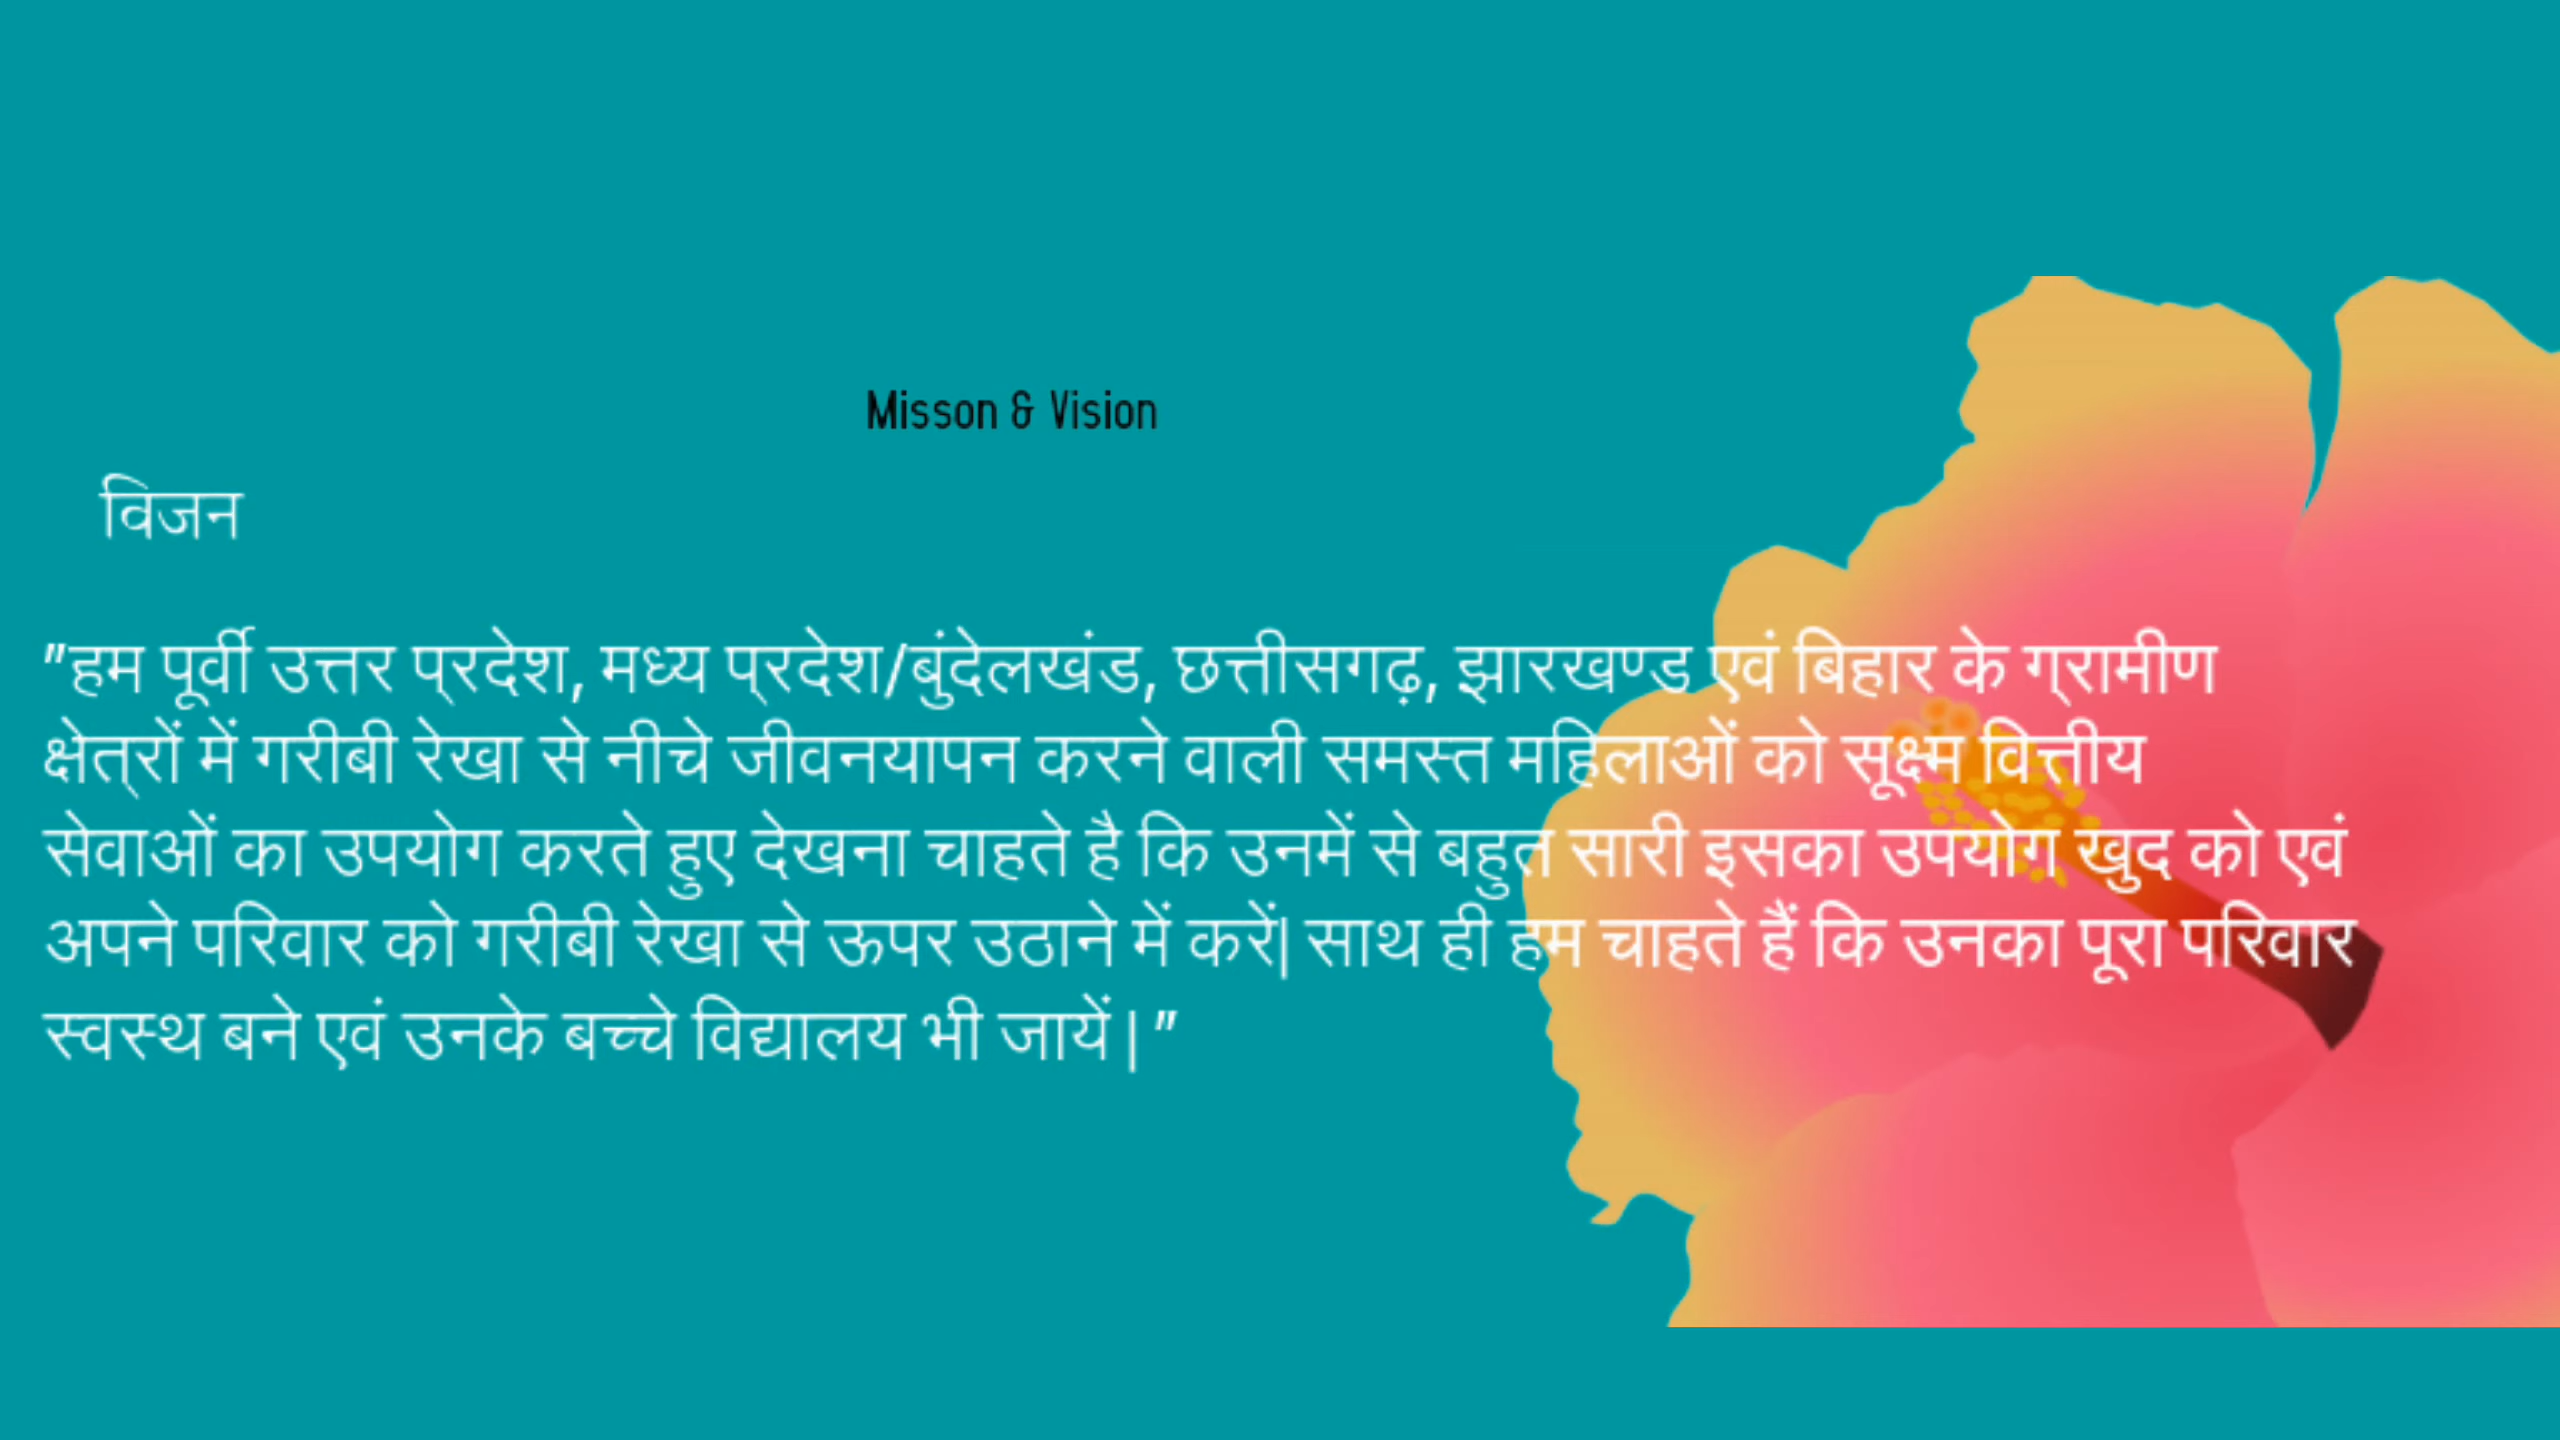 Misson & Vision
विजन
"हम पूर्वी उत्तर प्रदेश, मध्य प्रदेश/बुंदेलखंड, छत्तीसगढ़, झारखण्ड एवं बिहार के ग्रामीण
क्षेत्रों में गरीबी रेखा से नीचे जीवनयापन करने वाली समस्त महिलाओं को सूक्ष्म वित्तीय
सेवाओं का उपयोग करते हुए देखना चाहते है कि उनमें से बहुत सारी इसका उपयोग खुद को एवं
अपने परिवार को गरीबी रेखा से ऊपर उठाने में करें| साथ ही हम चाहते हैं कि उनका पूरा परिवार
स्वस्थ बने एवं उनके बच्चे विद्यालय भी जायें | "